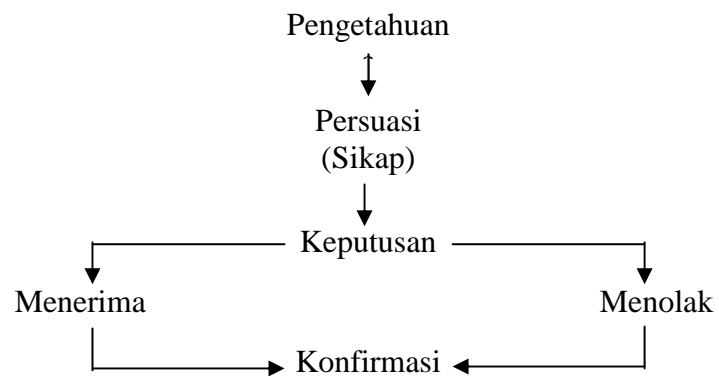 Pengetahuan
Persuasi
(Sikap)
Keputusan
Menerima
Menolak
Konfirmasi